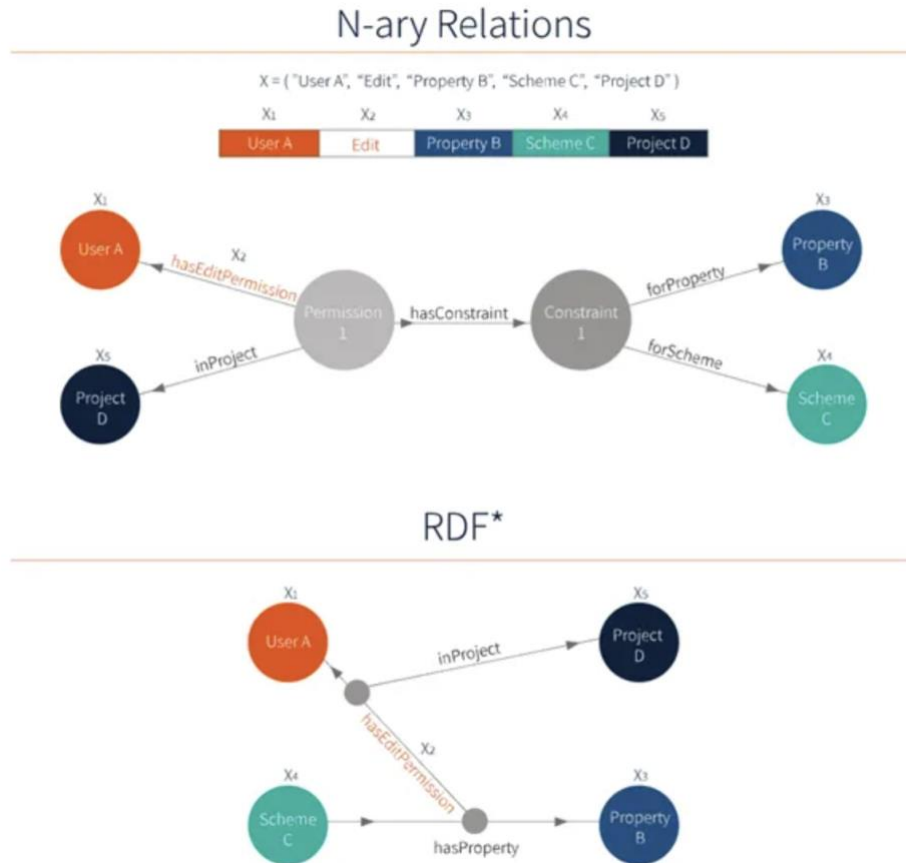 N-ary Relations
X = ( "User A", "Edit", "Property B", "Scheme C", "Project D" )
X1 X2 X3 X4 X5
User A Edit Property B Scheme C Project D
X1
User A
X2
hasEditPermission
X3
Property
B
Permission
1
hasConstraint
Constraint
1
forProperty
X5
Project
D
inProject
forScheme
X4
Scheme
C
RDF*
X1
User A
X5
Project
D
inProject
X2
hasEditPermission
X4
Scheme
C
hasProperty
X3
Property
B